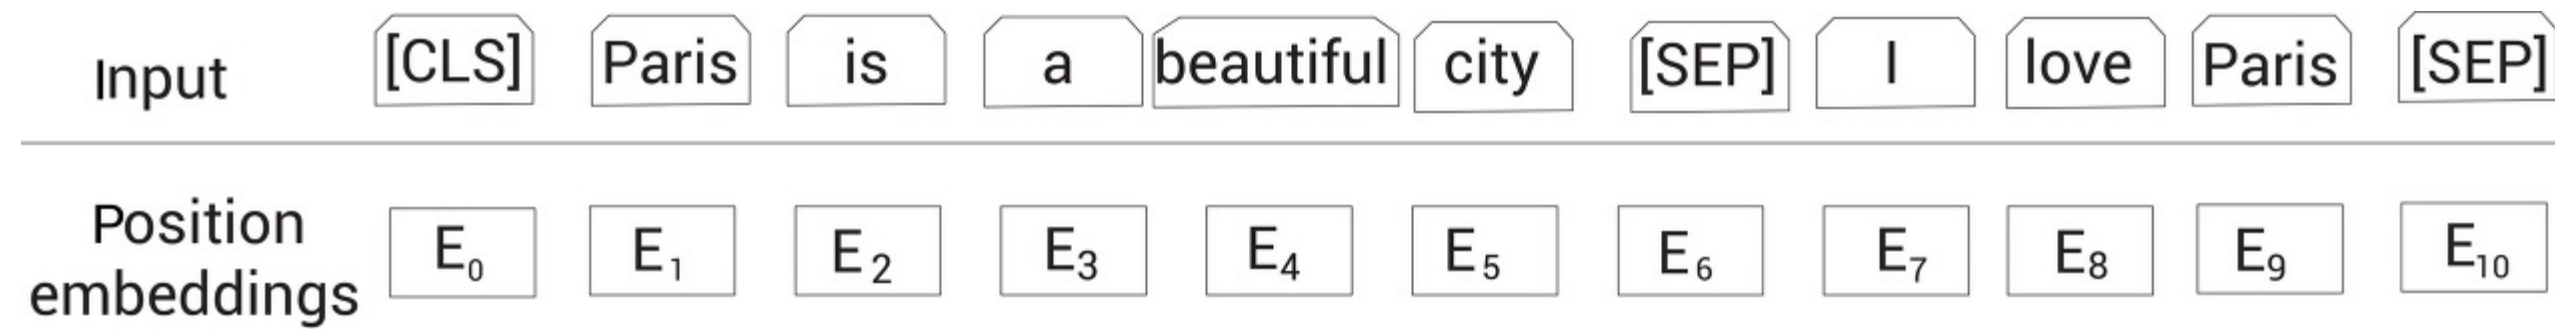 Input [CLS] Paris is a beautiful city [SEP] I love Paris [SEP]
Position embeddings E0 E1 E2 E3 E4 E5 E6 E7 E8 E9 E10